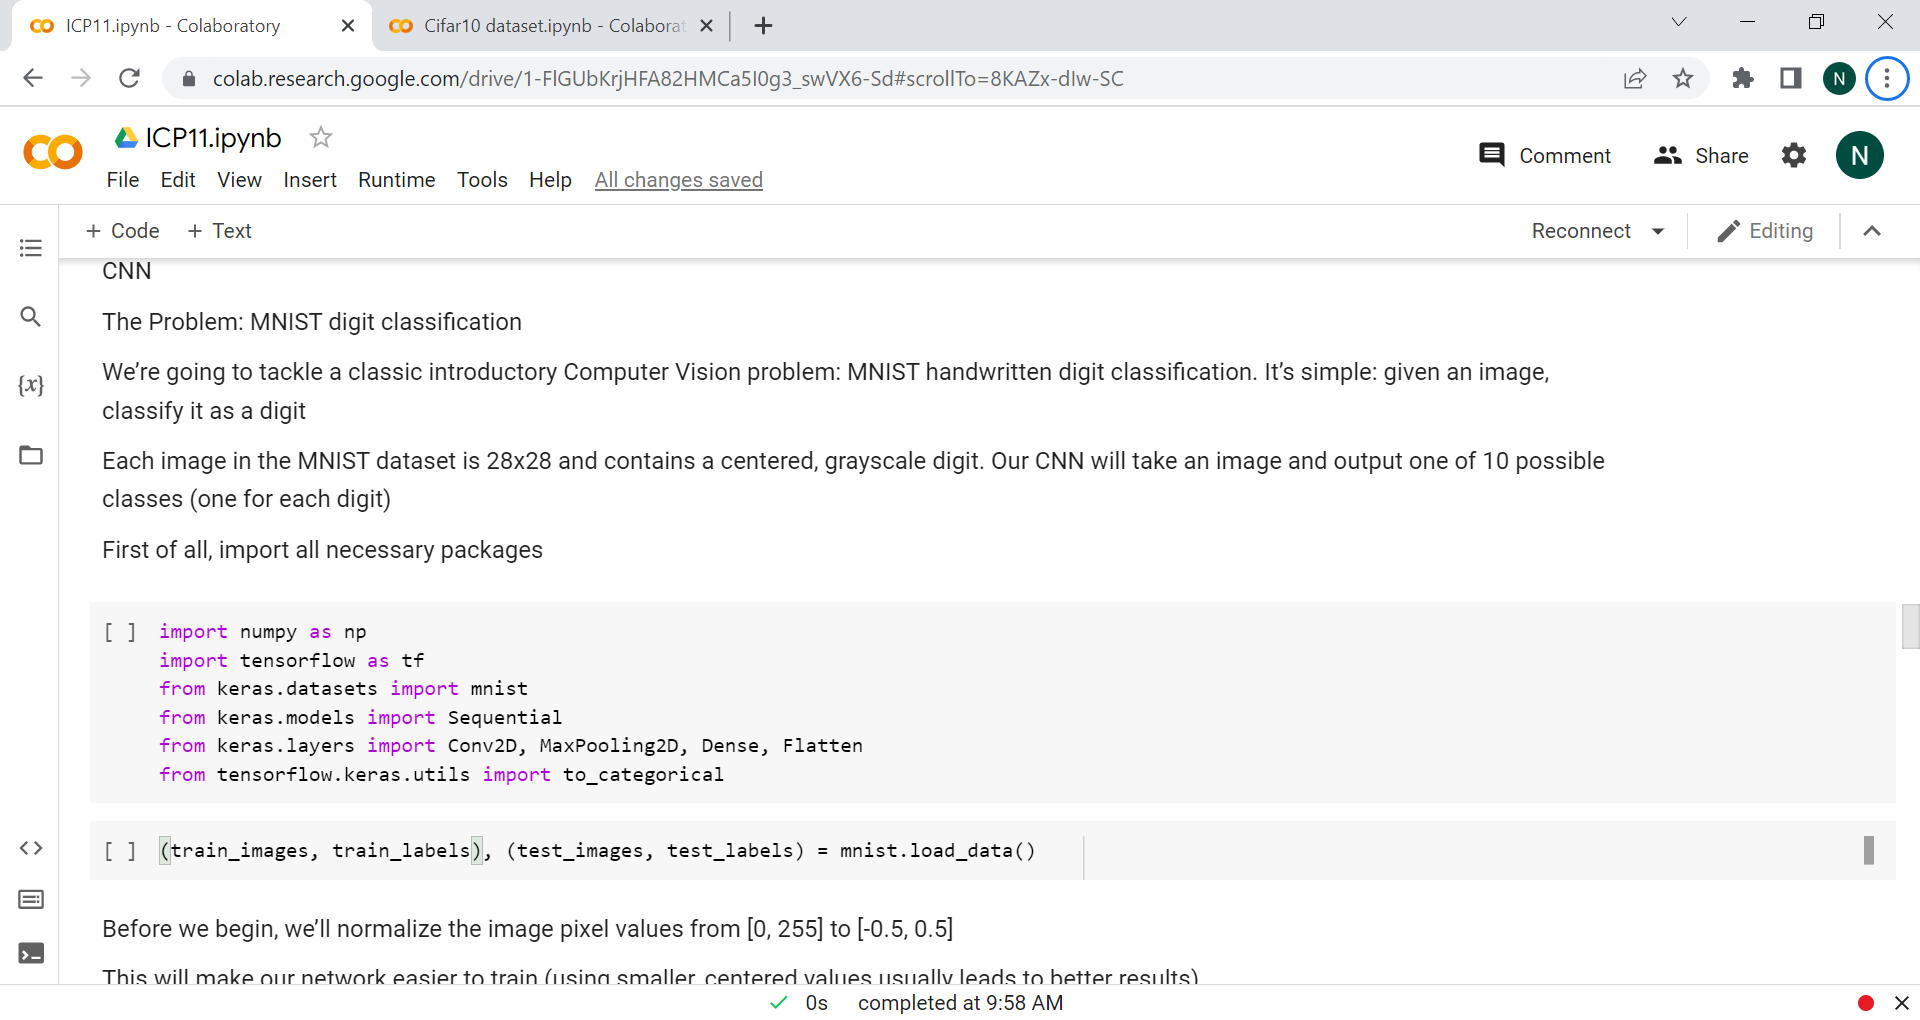 ICP11.ipynb - Colaboratory
Cifar10 dataset.ipynb - Colaborat
colab.research.google.com/drive/1-FlGUbKrjHFA82HMCa5I0g3_swVX6-Sd#scrollTo=8KAZx-dIw-SC
N
ICP11.ipynb
File Edit View Insert Runtime Tools Help All changes saved
Comment Share N
+ Code + Text
Reconnect Editing
CNN
The Problem: MNIST digit classification
We’re going to tackle a classic introductory Computer Vision problem: MNIST handwritten digit classification. It’s simple: given an image,
classify it as a digit
Each image in the MNIST dataset is 28x28 and contains a centered, grayscale digit. Our CNN will take an image and output one of 10 possible
classes (one for each digit)
First of all, import all necessary packages
[ ] import numpy as np
import tensorflow as tf
from keras.datasets import mnist
from keras.models import Sequential
from keras.layers import Conv2D, MaxPooling2D, Dense, Flatten
from tensorflow.keras.utils import to_categorical
[ ] (train_images, train_labels), (test_images, test_labels) = mnist.load_data()
Before we begin, we’ll normalize the image pixel values from [0, 255] to [-0.5, 0.5]
This will make our network easier to train (using smaller, centered values usually leads to better results)
0s completed at 9:58 AM
{x}